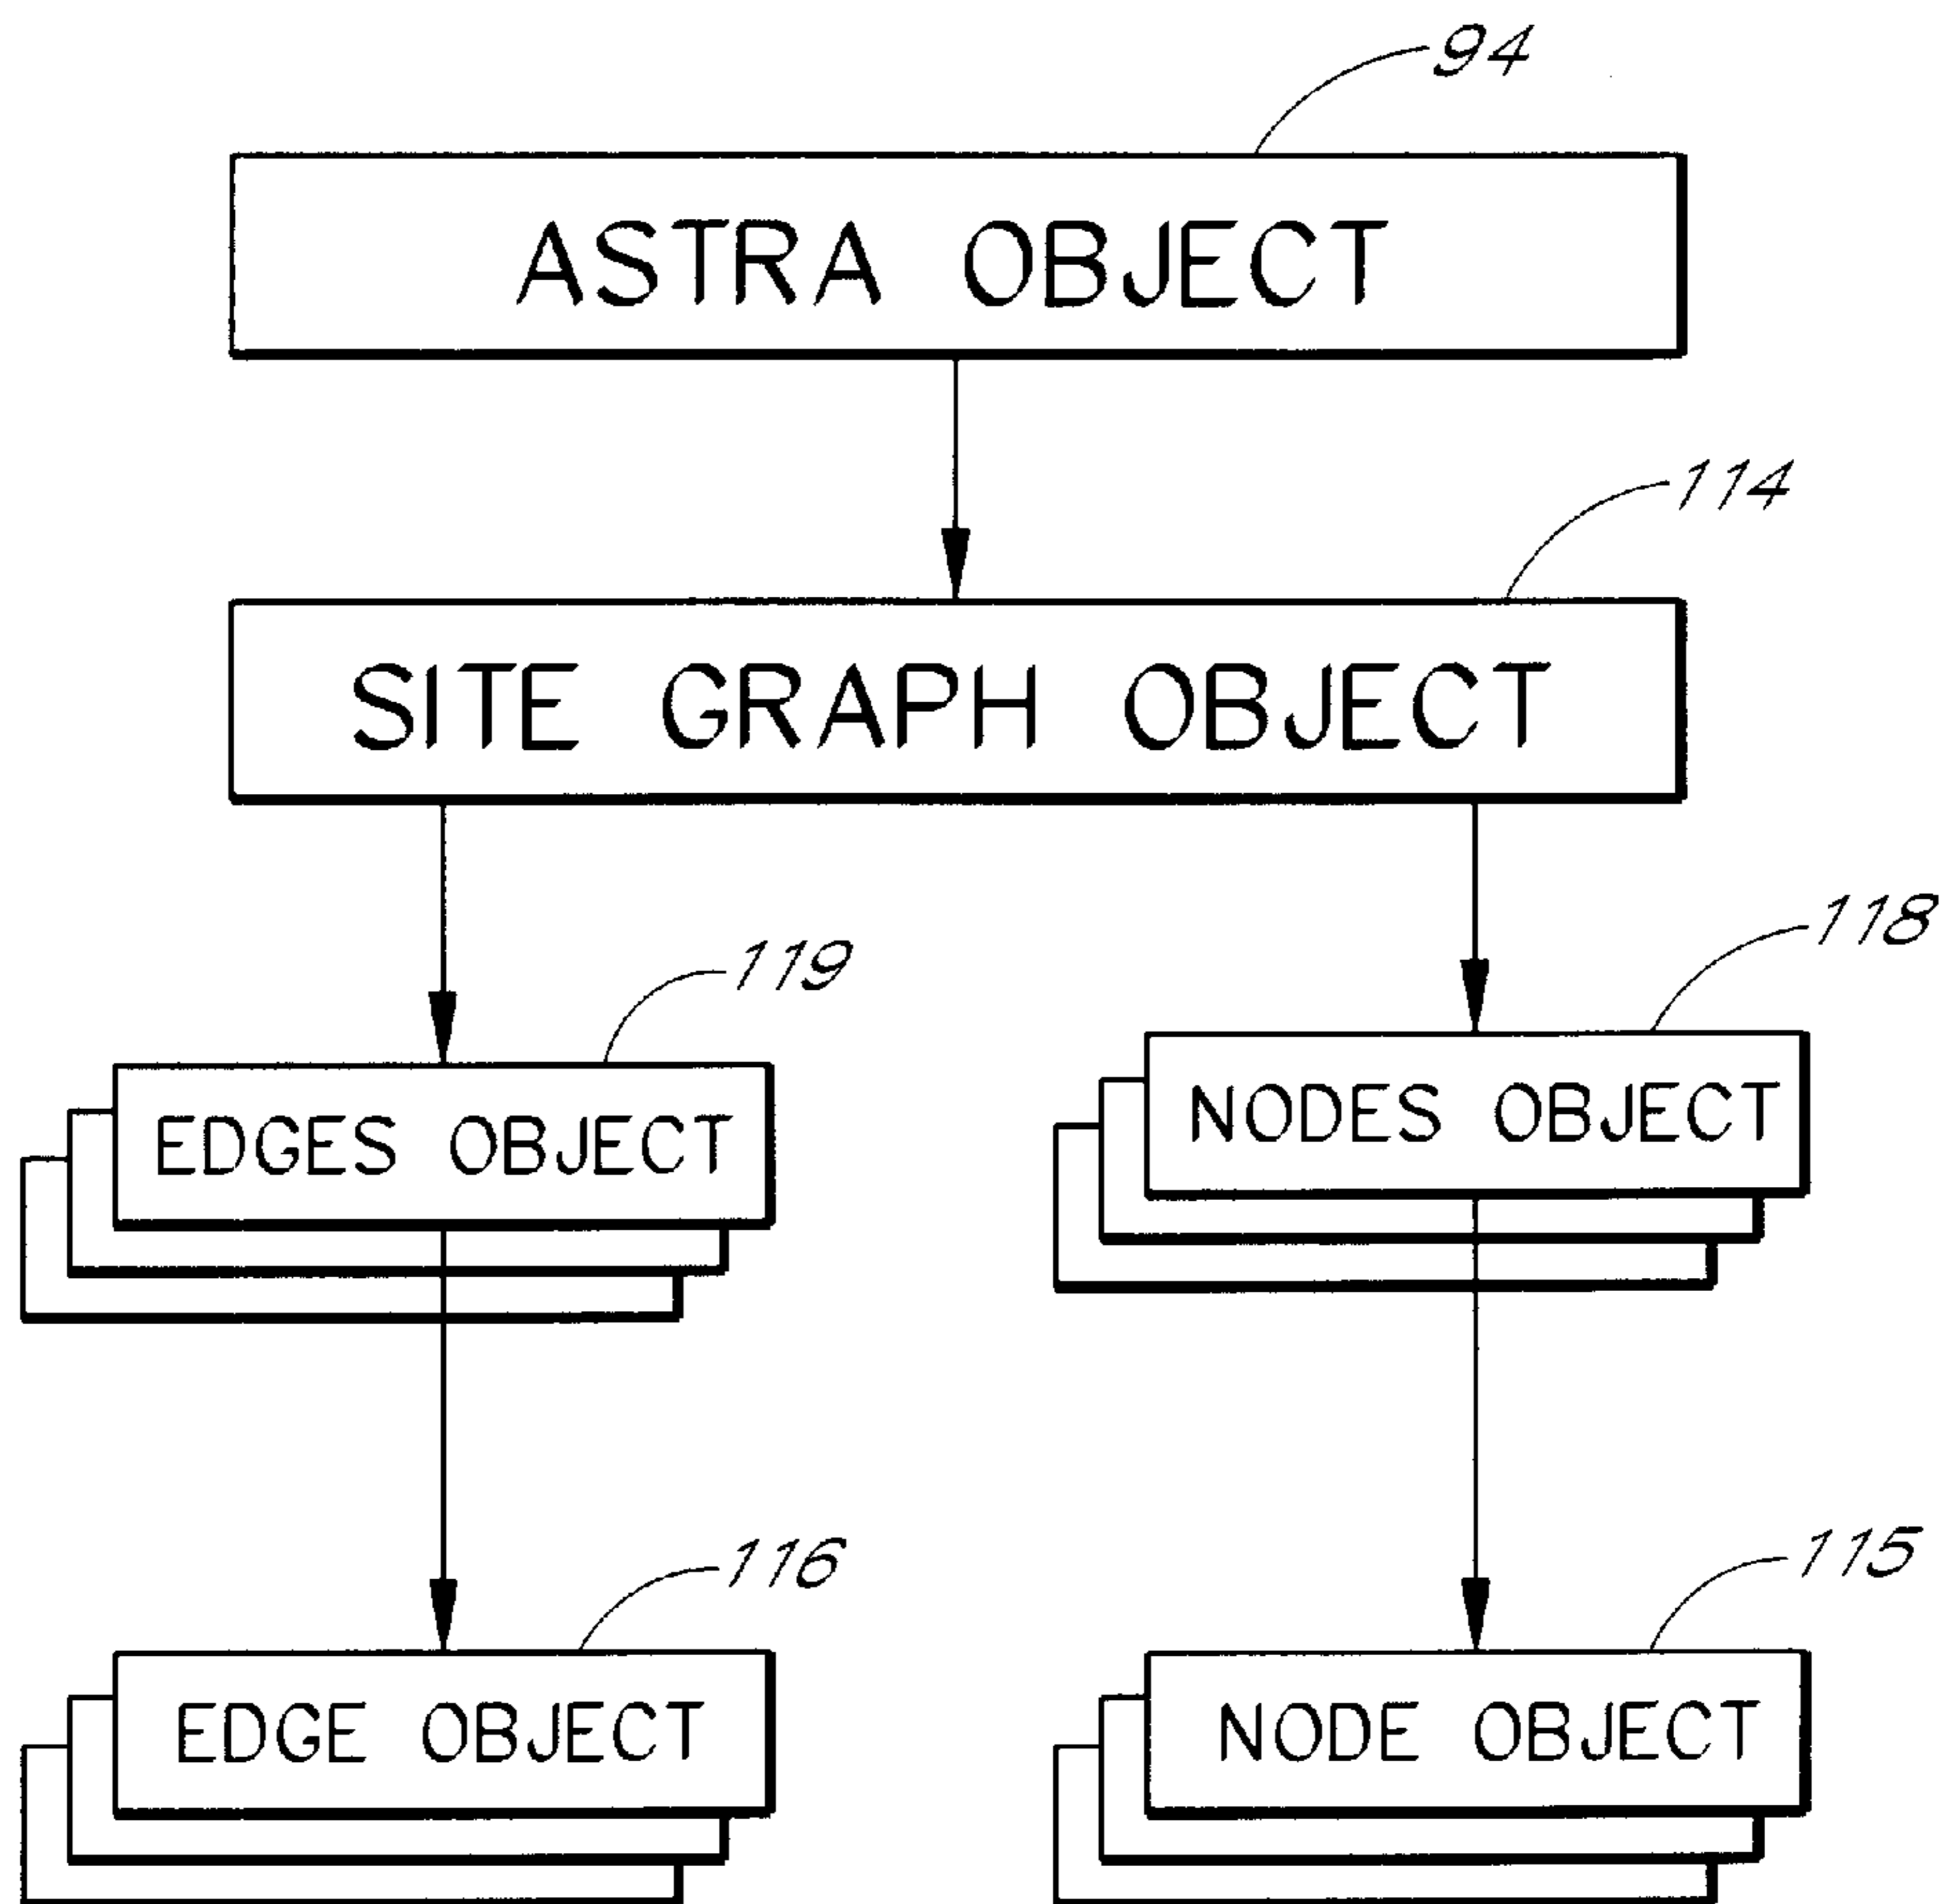 94
ASTRA OBJECT
114
SITE GRAPH OBJECT
118
119
NODES OBJECT
EDGES OBJECT
116
115
EDGE OBJECT
NODE OBJECT